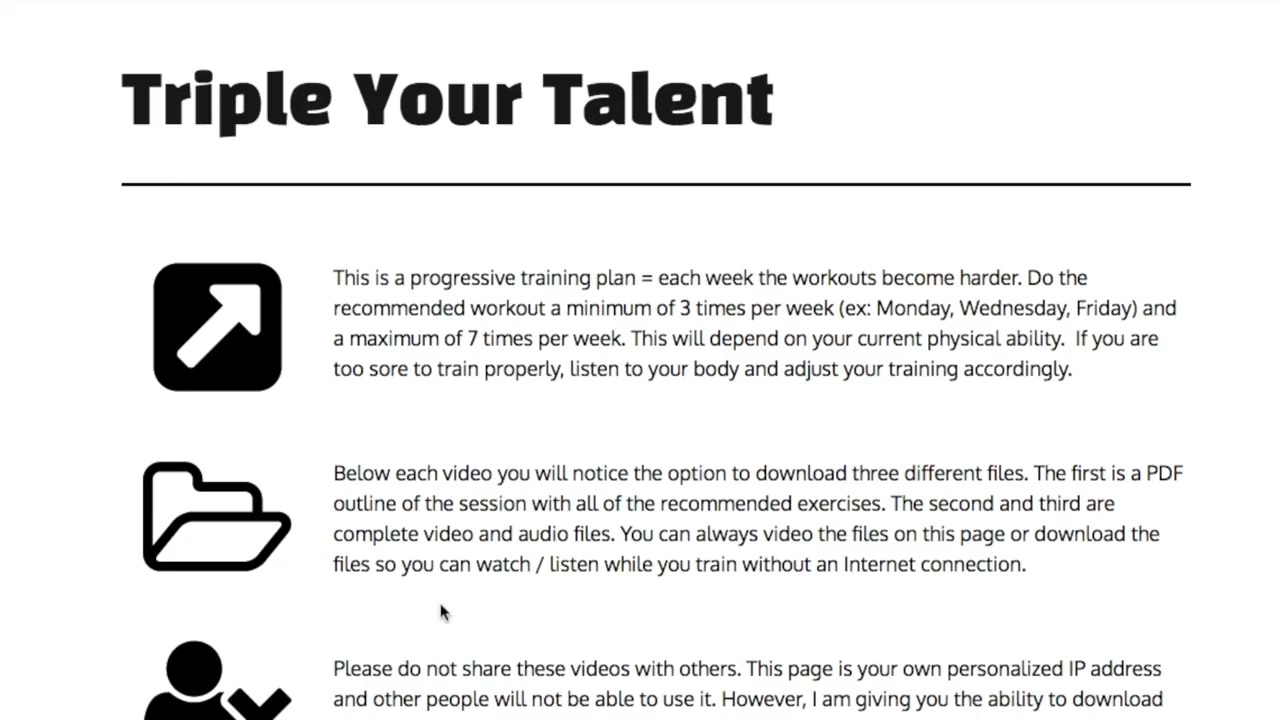 Triple Your Talent
This is a progressive training plan = each week the workouts become harder. Do the
recommended workout a minimum of 3 times per week (ex: Monday, Wednesday, Friday) and
a maximum of 7 times per week. This will depend on your current physical ability.  If you are
too sore to train properly, listen to your body and adjust your training accordingly.
Below each video you will notice the option to download three different files. The first is a PDF
outline of the session with all of the recommended exercises. The second and third are
complete video and audio files. You can always video the files on this page or download the
files so you can watch / listen while you train without an Internet connection.
Please do not share these videos with others. This page is your own personalized IP address
and other people will not be able to use it. However, I am giving you the ability to download